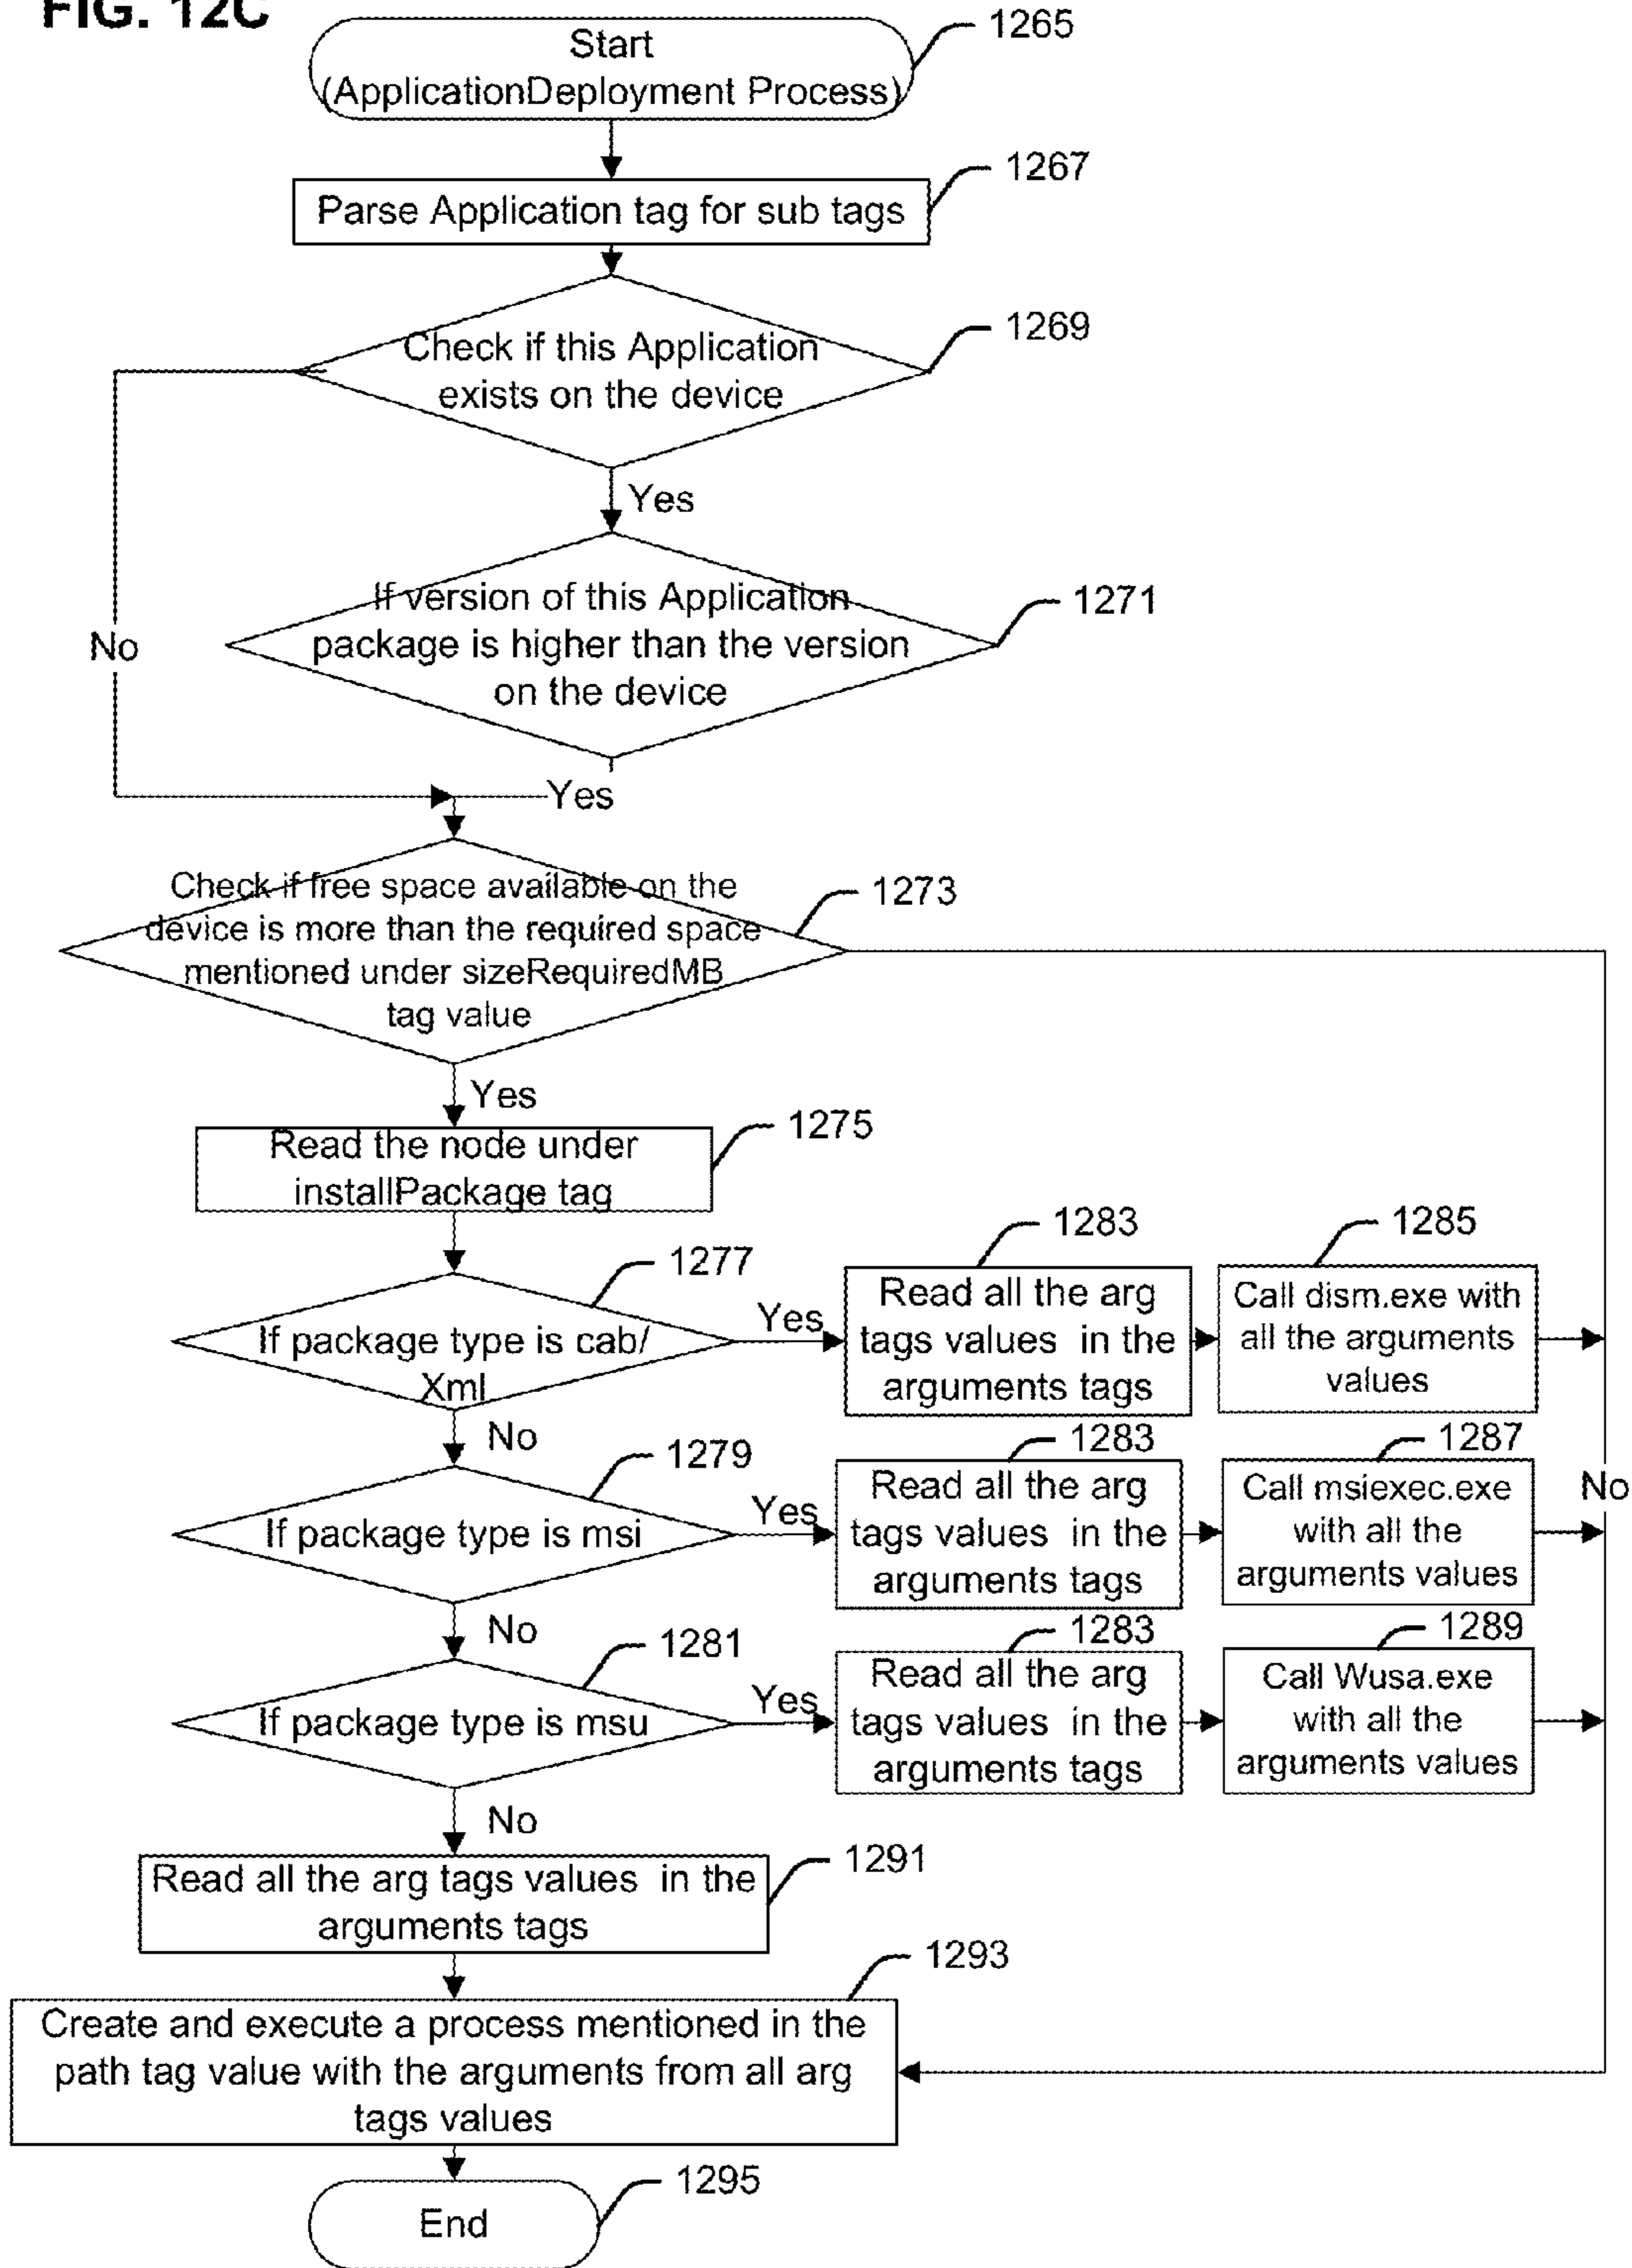 FIG. 12C
Start
(ApplicationDeployment Process)
1265
Parse Application tag for sub tags
1267
Check if this Application
exists on the device
1269
Yes
If version of this Application
package is higher than the version
on the device
1271
No
Yes
Check if free space available on the
device is more than the required space
mentioned under sizeRequiredMB
tag value
1273
Yes
Read the node under
installPackage tag
1275
If package type is cab/
Xml
1277
Yes
Read all the arg
tags values in the
arguments tags
1283
Call dism.exe with
all the arguments
values
1285
No
If package type is msi
1279
Yes
Read all the arg
tags values in the
arguments tags
1283
Call msiexec.exe
with all the
arguments values
1287
No
No
If package type is msu
1281
Yes
Read all the arg
tags values in the
arguments tags
1283
Call Wusa.exe
with all the
arguments values
1289
No
Read all the arg tags values in the
arguments tags
1291
Create and execute a process mentioned in the
path tag value with the arguments from all arg
tags values
1293
End
1295